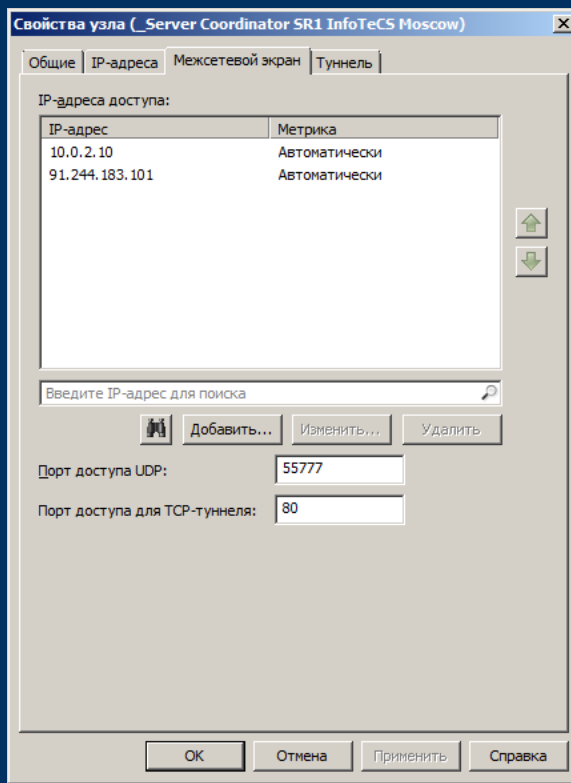 Свойства узла (_Server Coordinator SR1 InfoTeCS Moscow)
Общие IP-адреса Межсетевой экран Туннель
IP-адреса доступа:
IP-адрес Метрика
10.0.2.10 Автоматически
91.244.183.101 Автоматически
Введите IP-адрес для поиска
Добавить... Изменить... Удалить
Порт доступа UDP: 55777
Порт доступа для TCP-туннеля: 80
OK Отмена Применить Справка